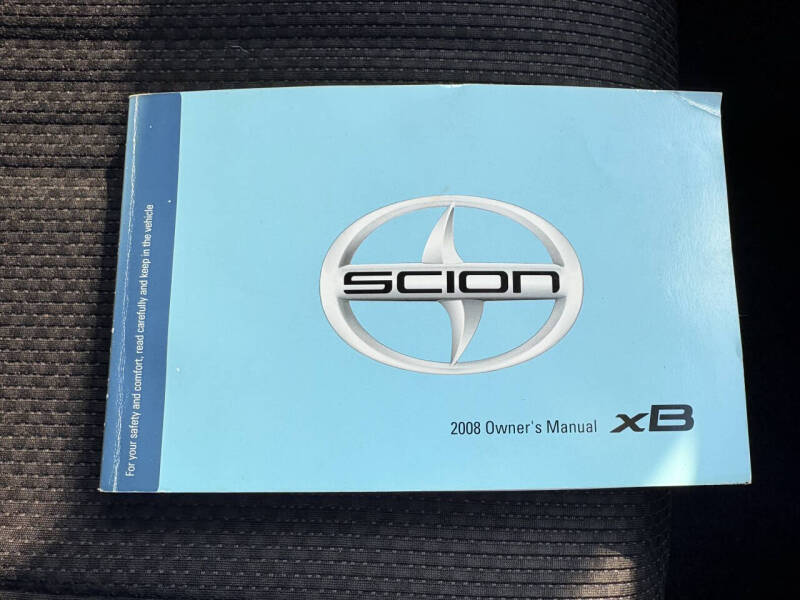 For your safety and comfort, read carefully and keep in the vehicle
SCION
2008 Owner's Manual xB